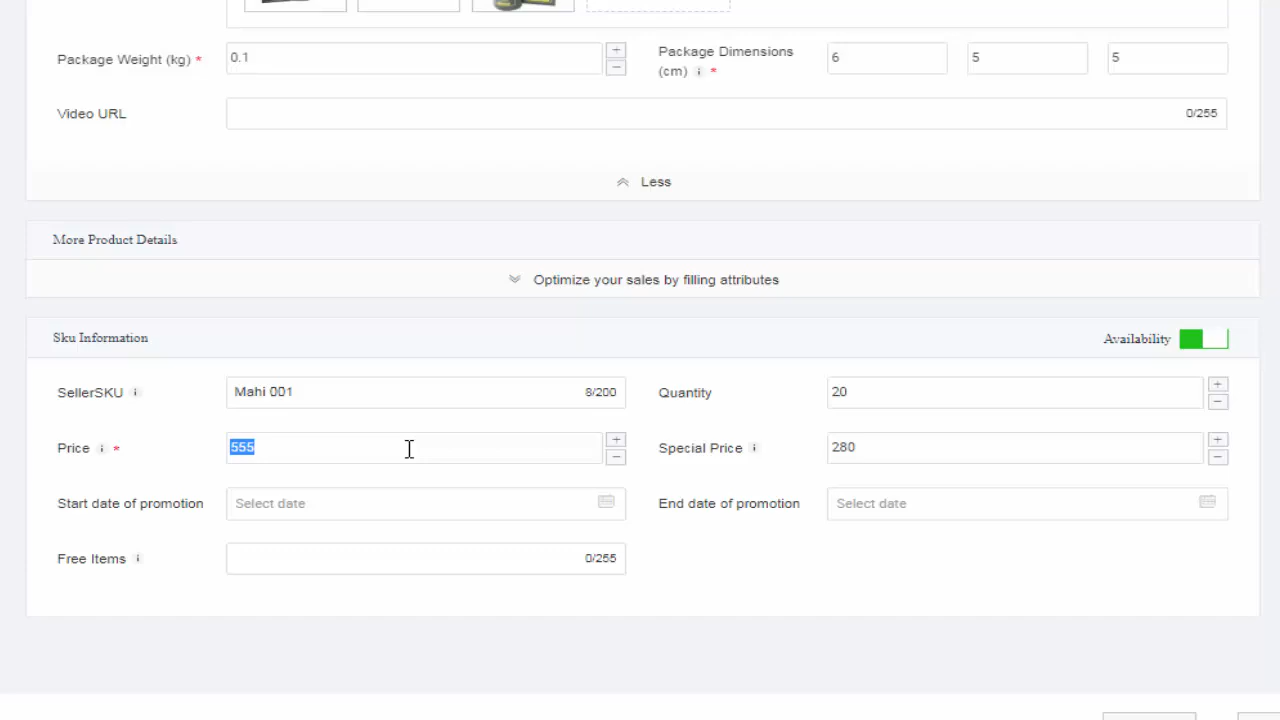 Package Weight (kg) * 0.1 + − Package Dimensions (cm) i * 6 5 5
Video URL 0/255
Less
More Product Details
Optimize your sales by filling attributes
Sku Information Availability
SellerSKU i Mahi 001 8/200 Quantity 20 + −
Price i * 555 + − Special Price i 280 + −
Start date of promotion Select date End date of promotion Select date
Free Items i 0/255